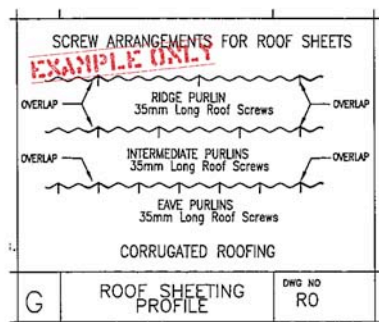 SCREW ARRANGEMENTS FOR ROOF SHEETS
EXAMPLE ONLY
RIDGE PURLIN
OVERLAP
35mm Long Roof Screws
OVERLAP
OVERLAP
INTERMEDIATE PURLINS
OVERLAP
35mm Long Roof Screws
EAVE PURLINS
35mm Long Roof Screws
CORRUGATED ROOFING
G
ROOF SHEETING
PROFILE
DWG NO
RO